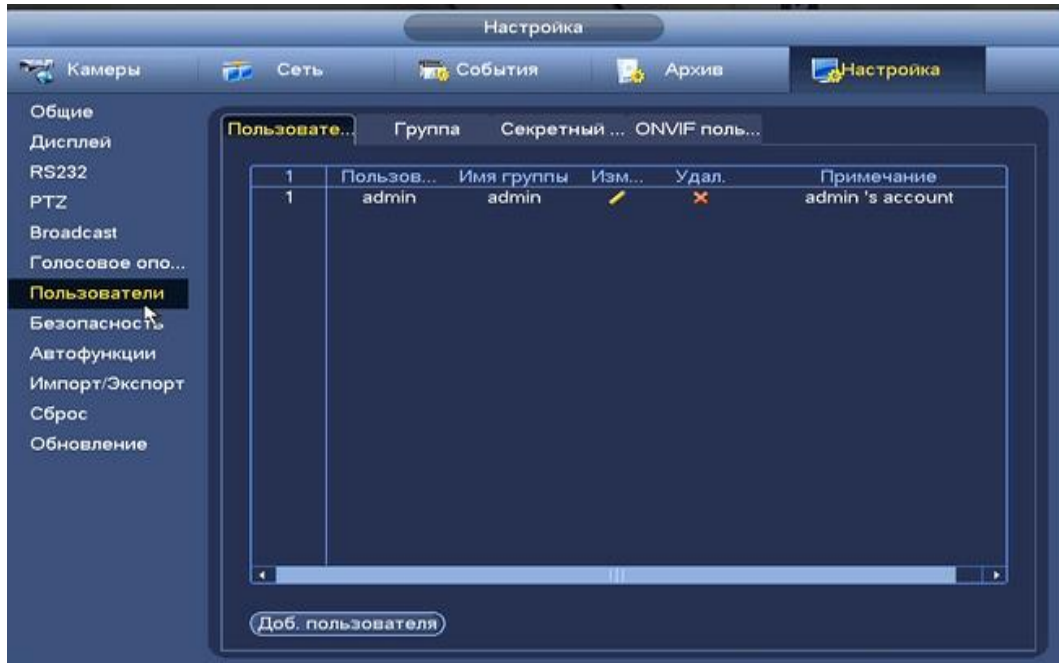 Настройка
Камеры Сеть События Архив Настройка
Общие
Дисплей
RS232
PTZ
Broadcast
Голосовое опо...
Пользователи
Безопасность
Автофункции
Импорт/Экспорт
Сброс
Обновление
Пользовате... Группа Секретный ... ONVIF поль...
1 Пользов... Имя группы Изм... Удал. Примечание
1 admin admin admin 's account
Доб. пользователя